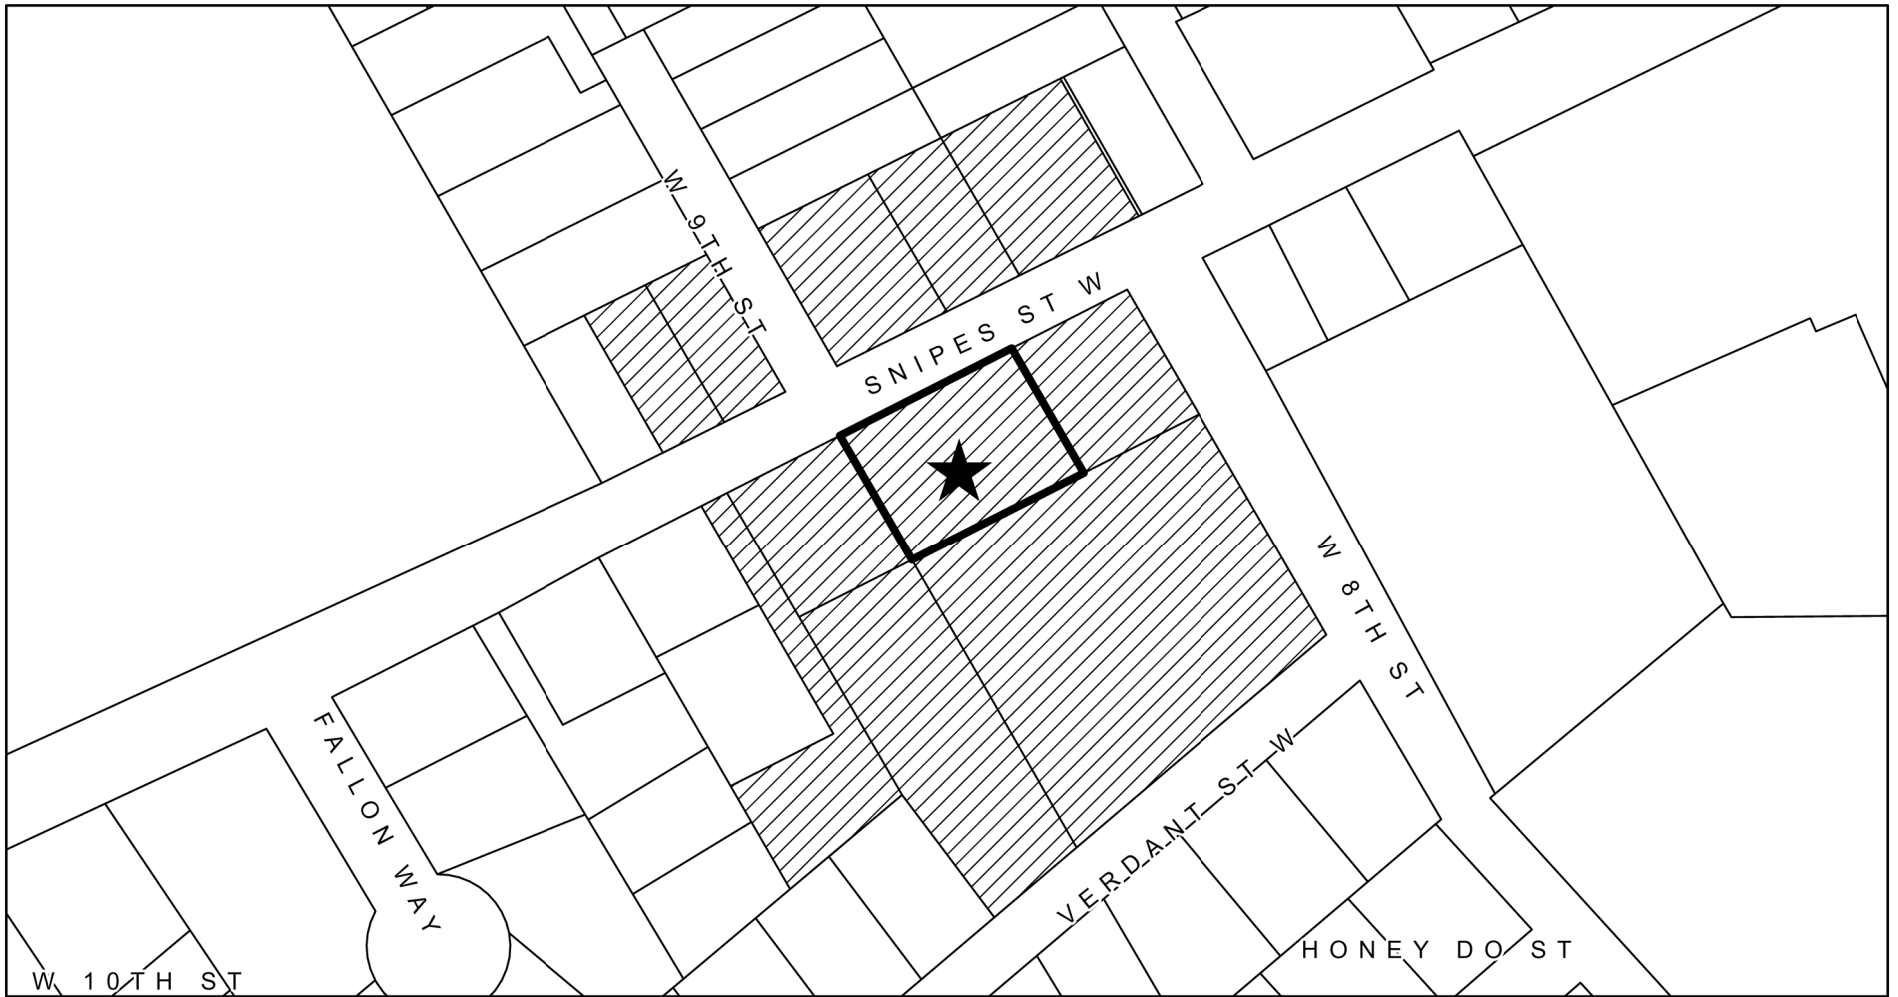 W 9TH ST
SNIPES ST W
W 8TH ST
FALLON WAY
VERDANT ST W
HONEY DO ST
W 10TH ST